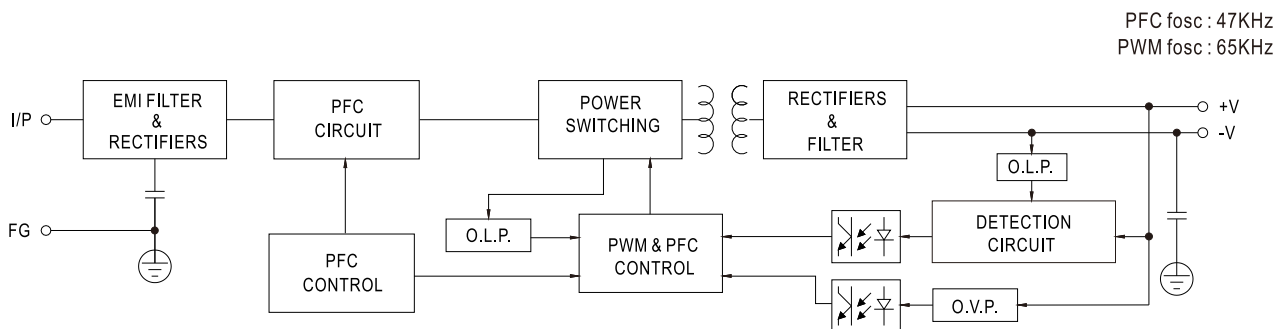 PFC fosc : 47KHz
PWM fosc : 65KHz
I/P
EMI FILTER
&
RECTIFIERS
PFC
CIRCUIT
POWER
SWITCHING
RECTIFIERS
&
FILTER
+V
-V
O.L.P.
FG
O.L.P.
PFC
CONTROL
PWM & PFC
CONTROL
DETECTION
CIRCUIT
O.V.P.